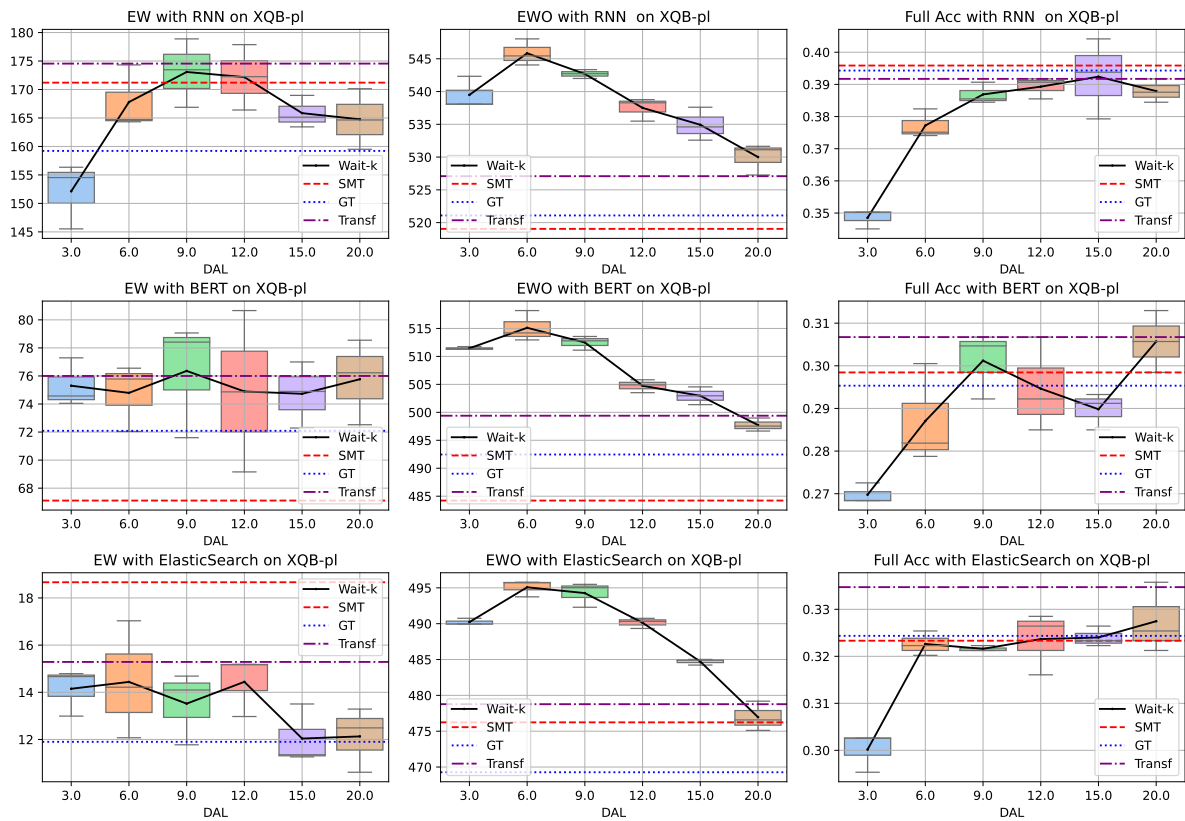 EW with RNN on XQB-pl
180
175
170
165
160
155
150
145
Wait-k
SMT
GT
Transf
3.0 6.0 9.0 12.0 15.0 20.0
DAL
EWO with RNN on XQB-pl
545
540
535
530
525
520
Wait-k
SMT
GT
Transf
3.0 6.0 9.0 12.0 15.0 20.0
DAL
Full Acc with RNN on XQB-pl
0.40
0.39
0.38
0.37
0.36
0.35
Wait-k
SMT
GT
Transf
3.0 6.0 9.0 12.0 15.0 20.0
DAL
EW with BERT on XQB-pl
80
78
76
74
72
70
68
Wait-k
SMT
GT
Transf
3.0 6.0 9.0 12.0 15.0 20.0
DAL
EWO with BERT on XQB-pl
515
510
505
500
495
490
485
Wait-k
SMT
GT
Transf
3.0 6.0 9.0 12.0 15.0 20.0
DAL
Full Acc with BERT on XQB-pl
0.31
0.30
0.29
0.28
0.27
Wait-k
SMT
GT
Transf
3.0 6.0 9.0 12.0 15.0 20.0
DAL
EW with ElasticSearch on XQB-pl
18
16
14
12
Wait-k
SMT
GT
Transf
3.0 6.0 9.0 12.0 15.0 20.0
DAL
EWO with ElasticSearch on XQB-pl
495
490
485
480
475
470
Wait-k
SMT
GT
Transf
3.0 6.0 9.0 12.0 15.0 20.0
DAL
Full Acc with ElasticSearch on XQB-pl
0.33
0.32
0.31
0.30
Wait-k
SMT
GT
Transf
3.0 6.0 9.0 12.0 15.0 20.0
DAL